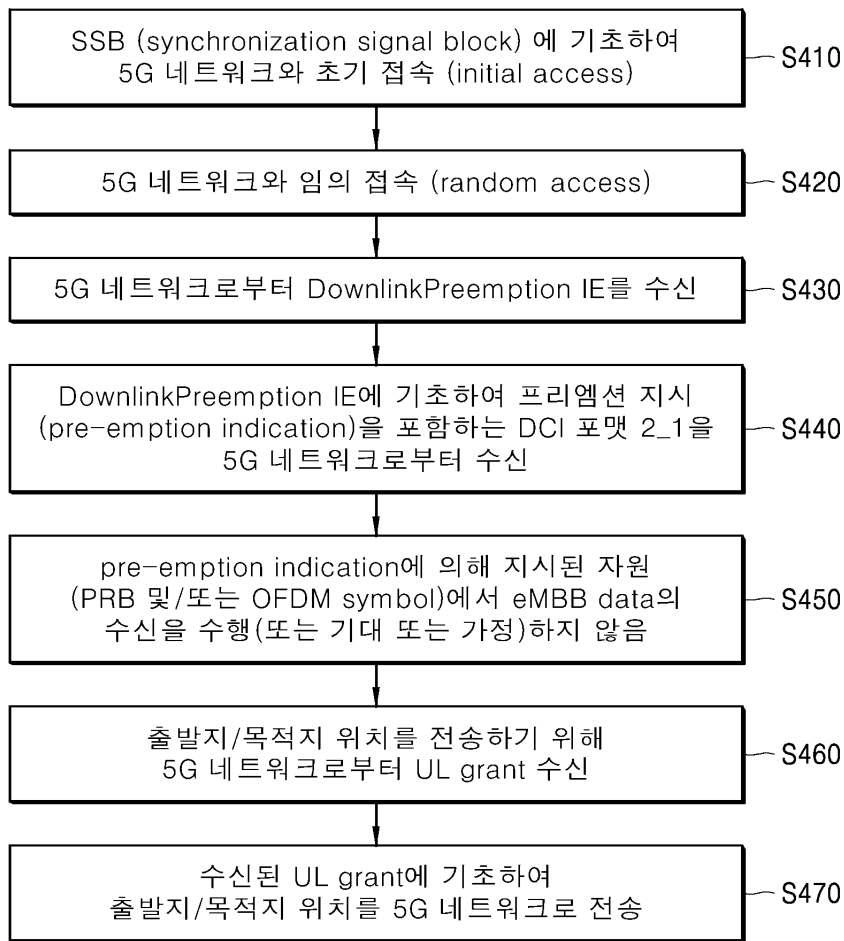 SSB (synchronization signal block) 에 기초하여
5G 네트워크와 초기 접속 (initial access)
S410
5G 네트워크와 임의 접속 (random access)
S420
5G 네트워크로부터 DownlinkPreemption IE를 수신
S430
DownlinkPreemption IE에 기초하여 프리엠션 지시
(pre-emption indication)을 포함하는 DCI 포맷 2_1을
5G 네트워크로부터 수신
S440
pre-emption indication에 의해 지시된 자원
(PRB 및/또는 OFDM symbol)에서 eMBB data의
수신을 수행(또는 기대 또는 가정)하지 않음
S450
출발지/목적지 위치를 전송하기 위해
5G 네트워크로부터 UL grant 수신
S460
수신된 UL grant에 기초하여
출발지/목적지 위치를 5G 네트워크로 전송
S470